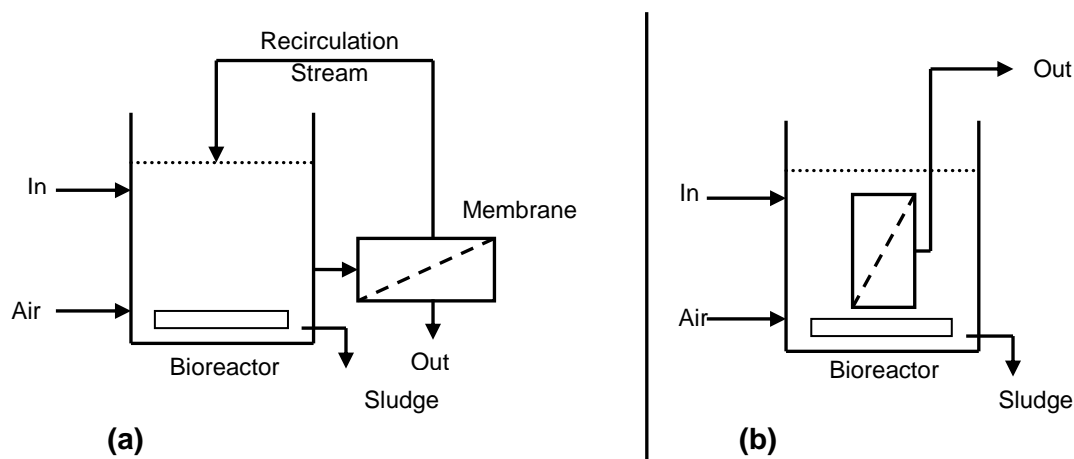 Recirculation
Stream
In
Membrane
Air
Bioreactor
Out
Sludge
(a)
Out
In
Air
Bioreactor
Sludge
(b)